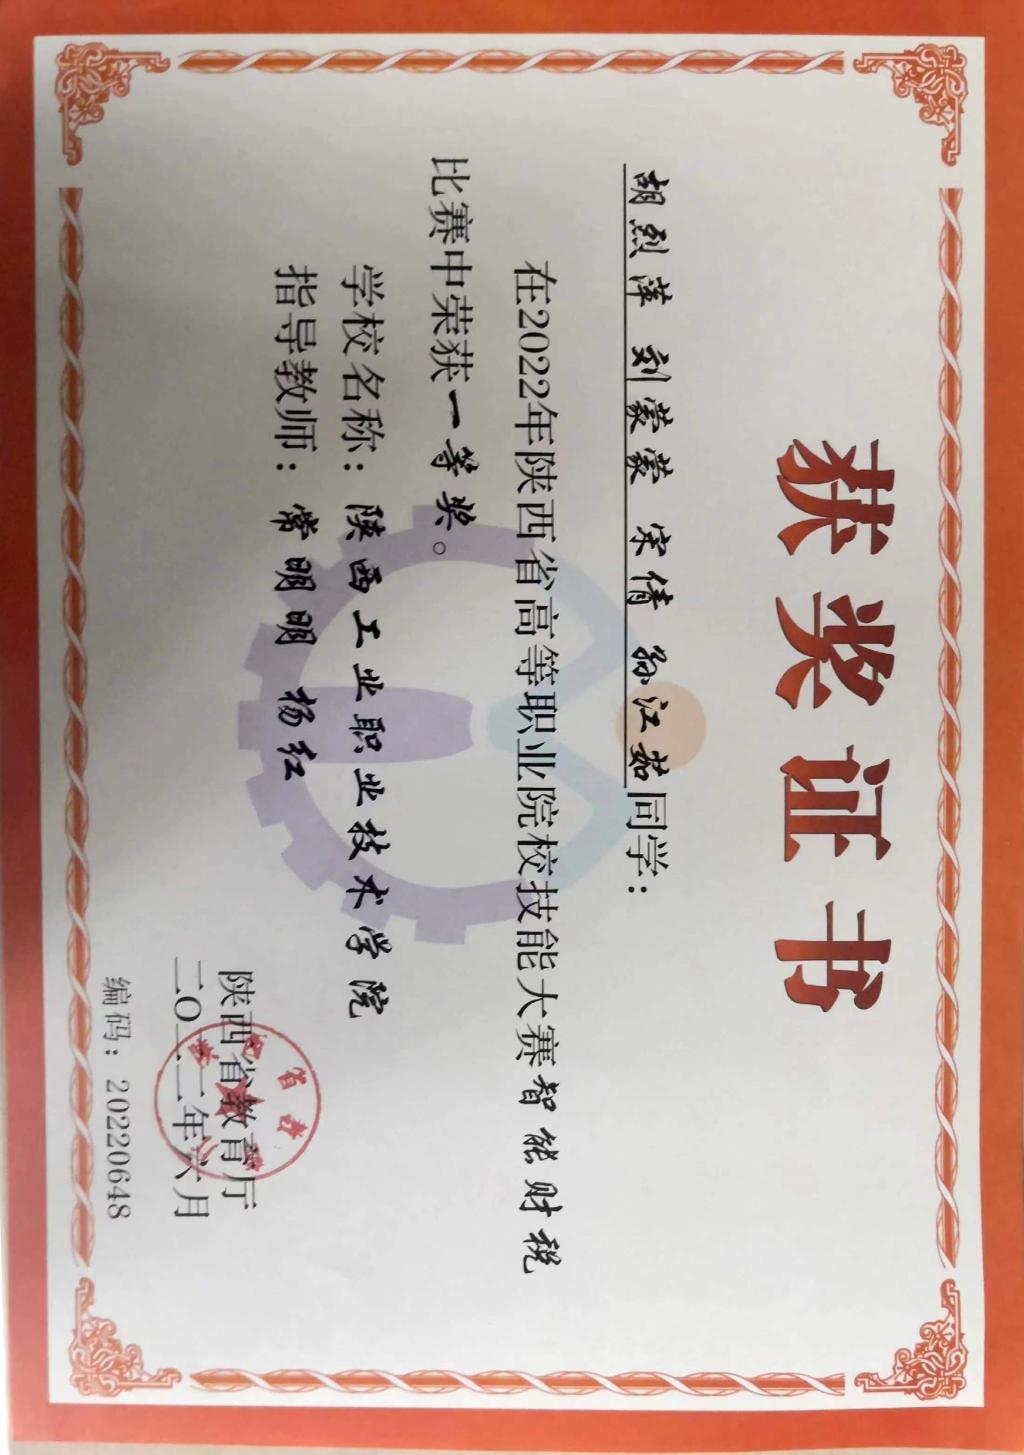 获奖证书
胡烈萍 刘蒙蒙 宋倩 孙江茹同学：
在2022年陕西省高等职业院校技能大赛智能财税
比赛中荣获一等奖。
学校名称：陕西工业职业技术学院
指导教师：常明明 杨红
陕西省教育厅
二〇二二年六月
编码：20220648